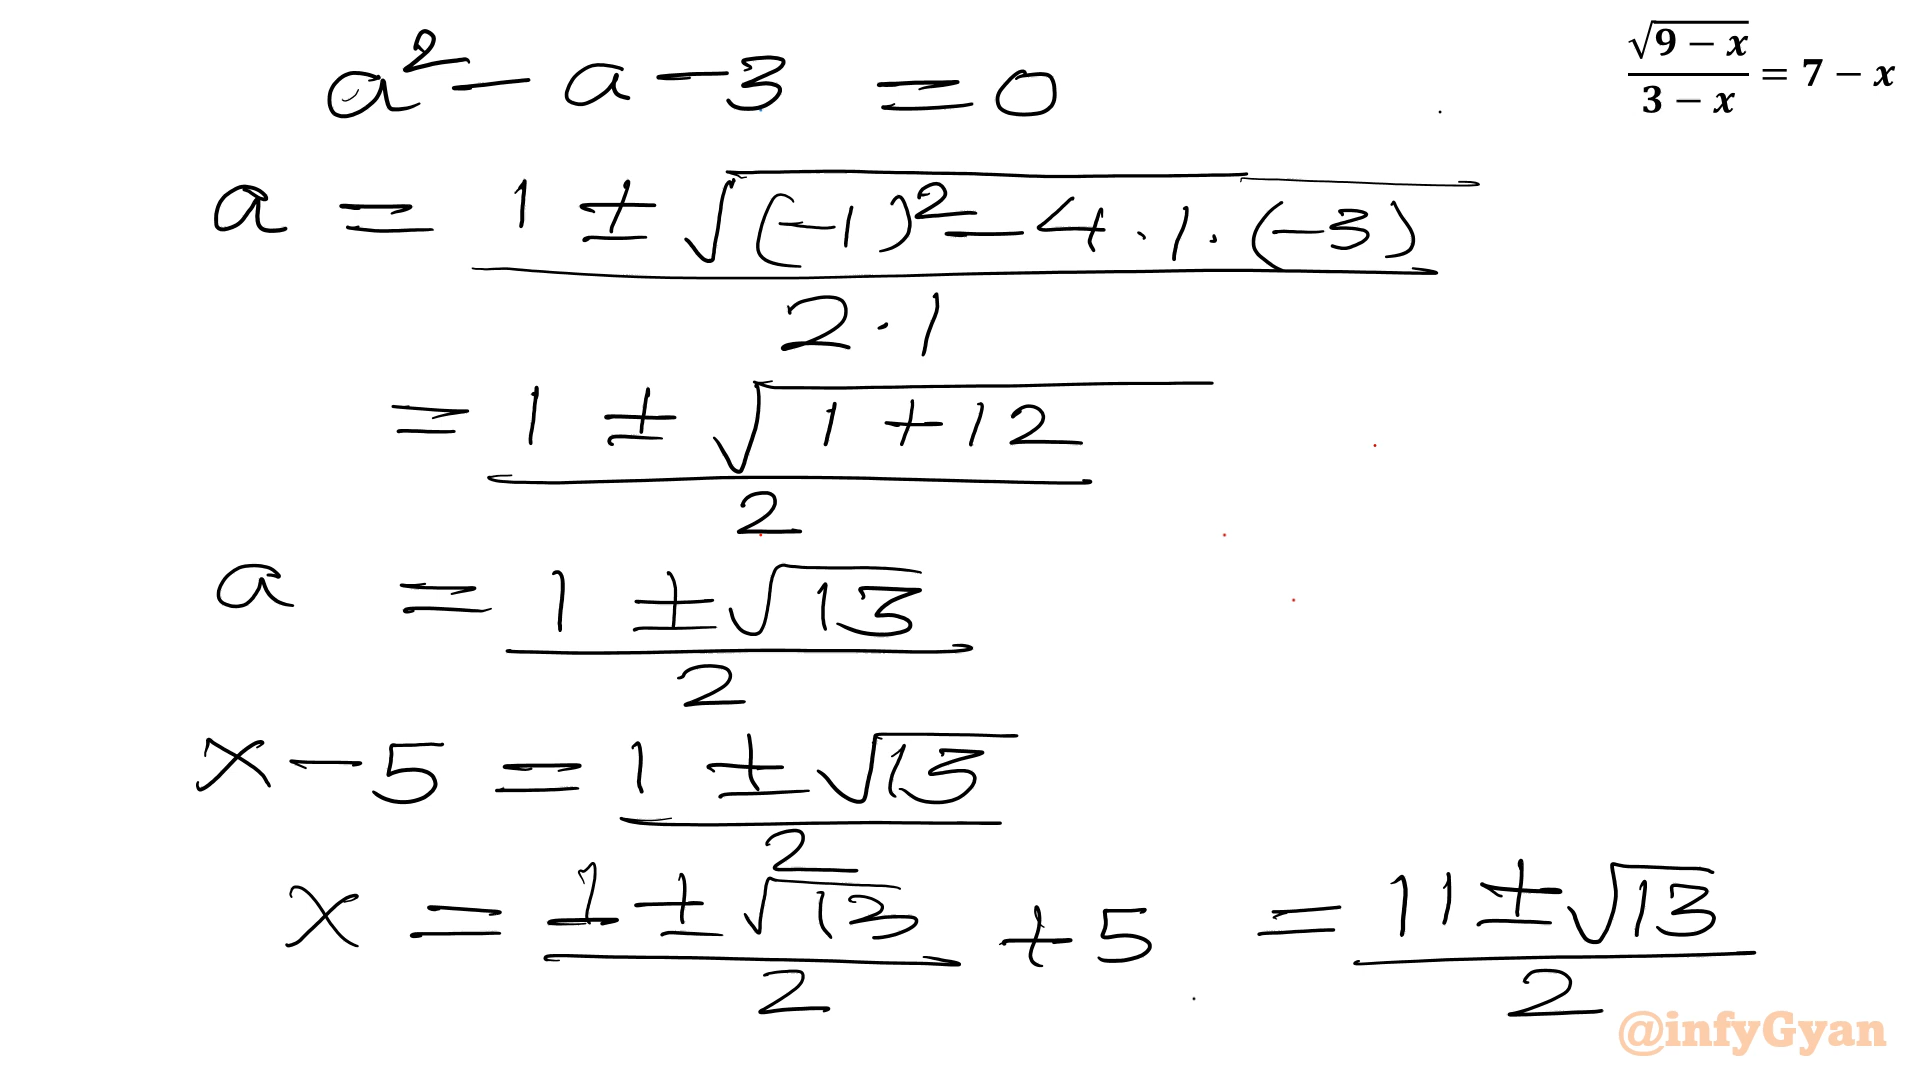 √(9 − x) / (3 − x) = 7 − x
a² − a − 3 = 0
a = (1 ± √((−1)² − 4 · 1 · (−3))) / (2 · 1)
= (1 ± √(1 + 12)) / 2
a = (1 ± √13) / 2
x − 5 = (1 ± √13) / 2
x = (1 ± √13) / 2 + 5 = (11 ± √13) / 2
@infyGyan